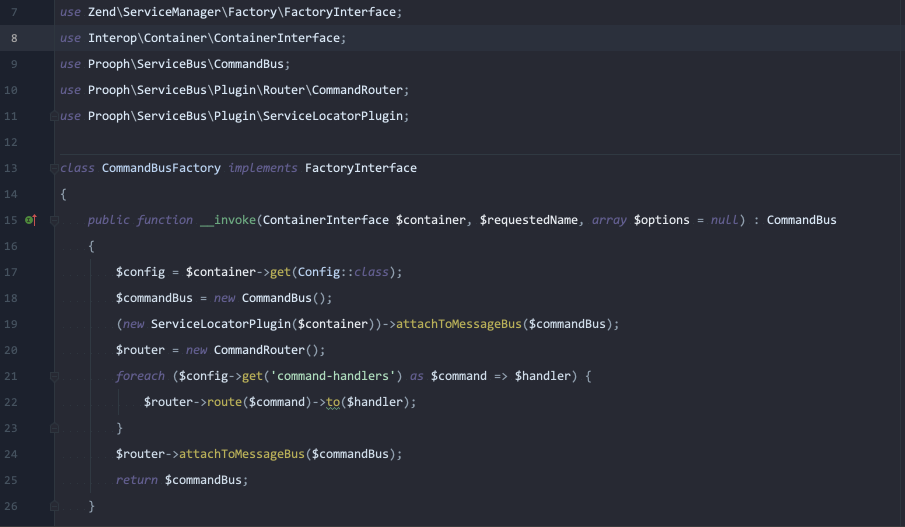 7 use Zend\ServiceManager\Factory\FactoryInterface;
8 use Interop\Container\ContainerInterface;
9 use Prooph\ServiceBus\CommandBus;
10 use Prooph\ServiceBus\Plugin\Router\CommandRouter;
11 use Prooph\ServiceBus\Plugin\ServiceLocatorPlugin;
12
13 class CommandBusFactory implements FactoryInterface
14 {
15 public function __invoke(ContainerInterface $container, $requestedName, array $options = null) : CommandBus
16 {
17 $config = $container->get(Config::class);
18 $commandBus = new CommandBus();
19 (new ServiceLocatorPlugin($container))->attachToMessageBus($commandBus);
20 $router = new CommandRouter();
21 foreach ($config->get('command-handlers') as $command => $handler) {
22 $router->route($command)->to($handler);
23 }
24 $router->attachToMessageBus($commandBus);
25 return $commandBus;
26 }